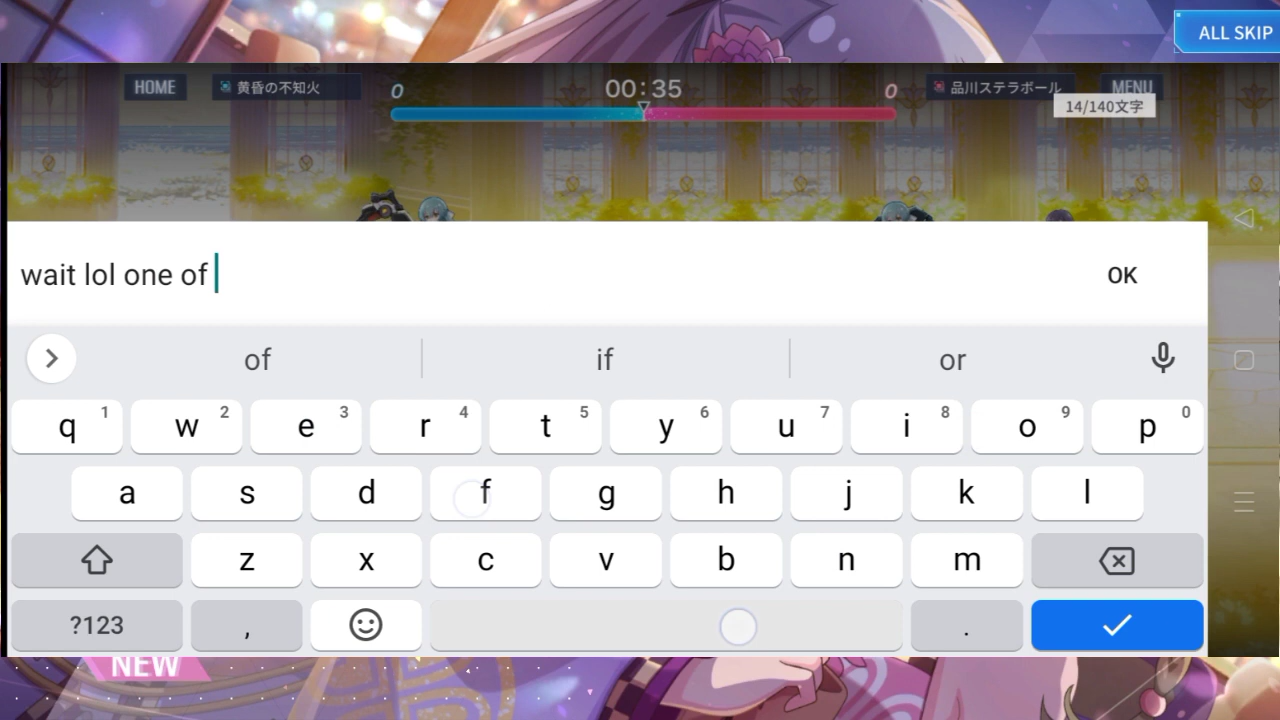 ALL SKIP
HOME
黄昏の不知火
0
00:35
0
品川ステラボール
MENU
14/140文字
wait lol one of
OK
of if or
q 1 w 2 e 3 r 4 t 5 y 6 u 7 i 8 o 9 p 0
a s d f g h j k l
z x c v b n m
?123 , .
NEW